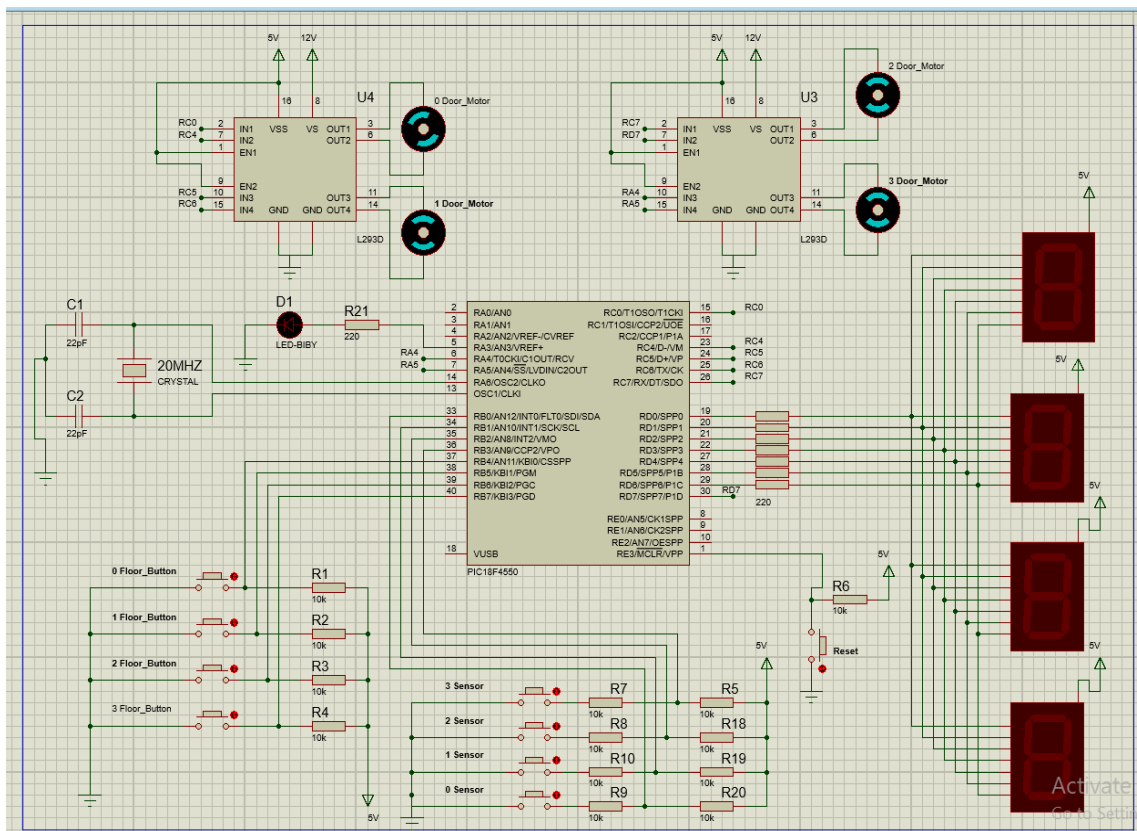 5V
12V
16
8
U4
0 Door_Motor
RC0
2
IN1
VSS
VS
OUT1
3
RC4
7
IN2
OUT2
6
1
EN1
9
EN2
RC5
10
IN3
OUT3
11
RC6
15
IN4
GND
GND
OUT4
14
L293D
1 Door_Motor
5V
12V
16
8
U3
2 Door_Motor
RC7
2
IN1
VSS
VS
OUT1
3
RD7
7
IN2
OUT2
6
1
EN1
9
EN2
RA4
10
IN3
OUT3
11
RA5
15
IN4
GND
GND
OUT4
14
L293D
3 Door_Motor
5V
C1
22pF
C2
22pF
20MHZ
CRYSTAL
D1
LED-BIBY
R21
220
RA4
RA5
2 RA0/AN0
3 RA1/AN1
4 RA2/AN2/VREF-/CVREF
5 RA3/AN3/VREF+
6 RA4/T0CKI/C1OUT/RCV
7 RA5/AN4/SS/LVDIN/C2OUT
14 RA6/OSC2/CLKO
13 OSC1/CLKI
33 RB0/AN12/INT0/FLT0/SDI/SDA
34 RB1/AN10/INT1/SCK/SCL
35 RB2/AN8/INT2/VMO
36 RB3/AN9/CCP2/VPO
37 RB4/AN11/KBI0/CSSPP
38 RB5/KBI1/PGM
39 RB6/KBI2/PGC
40 RB7/KBI3/PGD
18 VUSB
PIC18F4550
RC0/T1OSO/T1CKI 15 RC0
RC1/T1OSI/CCP2/UOE 16
RC2/CCP1/P1A 17
RC4/D-/VM 23 RC4
RC5/D+/VP 24 RC5
RC6/TX/CK 25 RC6
RC7/RX/DT/SDO 26 RC7
RD0/SPP0 19
RD1/SPP1 20
RD2/SPP2 21
RD3/SPP3 22
RD4/SPP4 27
RD5/SPP5/P1B 28
RD6/SPP6/P1C 29
RD7/SPP7/P1D 30 RD7
220
RE0/AN5/CK1SPP 8
RE1/AN6/CK2SPP 9
RE2/AN7/OESPP 10
RE3/MCLR/VPP 1
5V
5V
5V
5V
R6
10k
Reset
0 Floor_Button
R1
10k
1 Floor_Button
R2
10k
2 Floor_Button
R3
10k
3 Floor_Button
R4
10k
5V
5V
3 Sensor
R7
10k
R5
10k
2 Sensor
R8
10k
R18
10k
1 Sensor
R10
10k
R19
10k
0 Sensor
R9
10k
R20
10k
Activate
Go to Settin